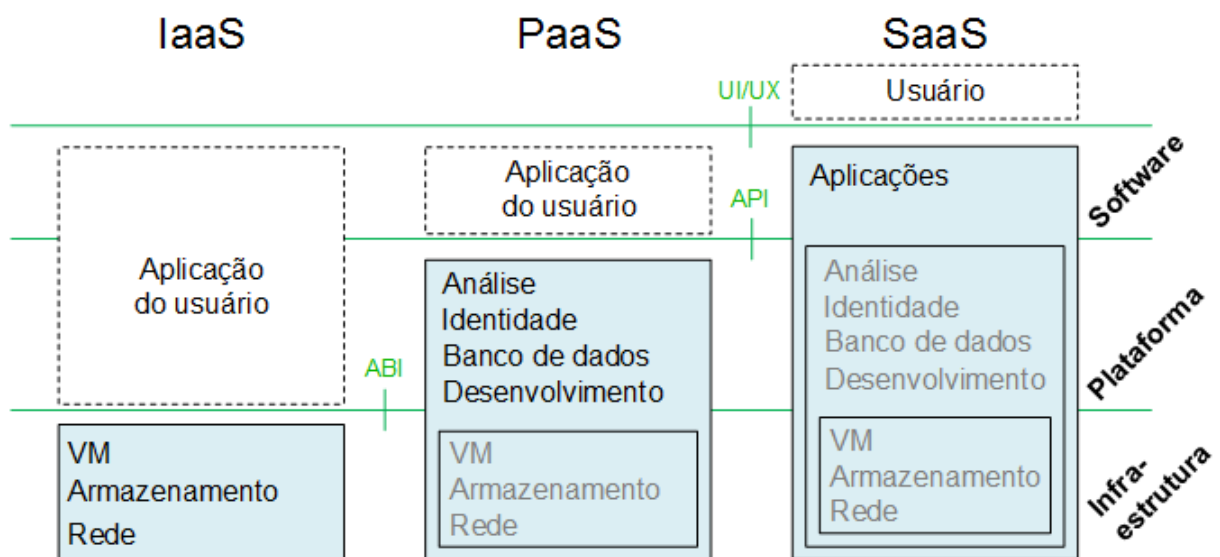 IaaS
PaaS
SaaS
UI/UX
Usuário
Aplicação
do usuário
ABI
VM
Armazenamento
Rede
Aplicação
do usuário
API
Análise
Identidade
Banco de dados
Desenvolvimento
VM
Armazenamento
Rede
Aplicações
Análise
Identidade
Banco de dados
Desenvolvimento
VM
Armazenamento
Rede
Software
Plataforma
Infra-
estrutura